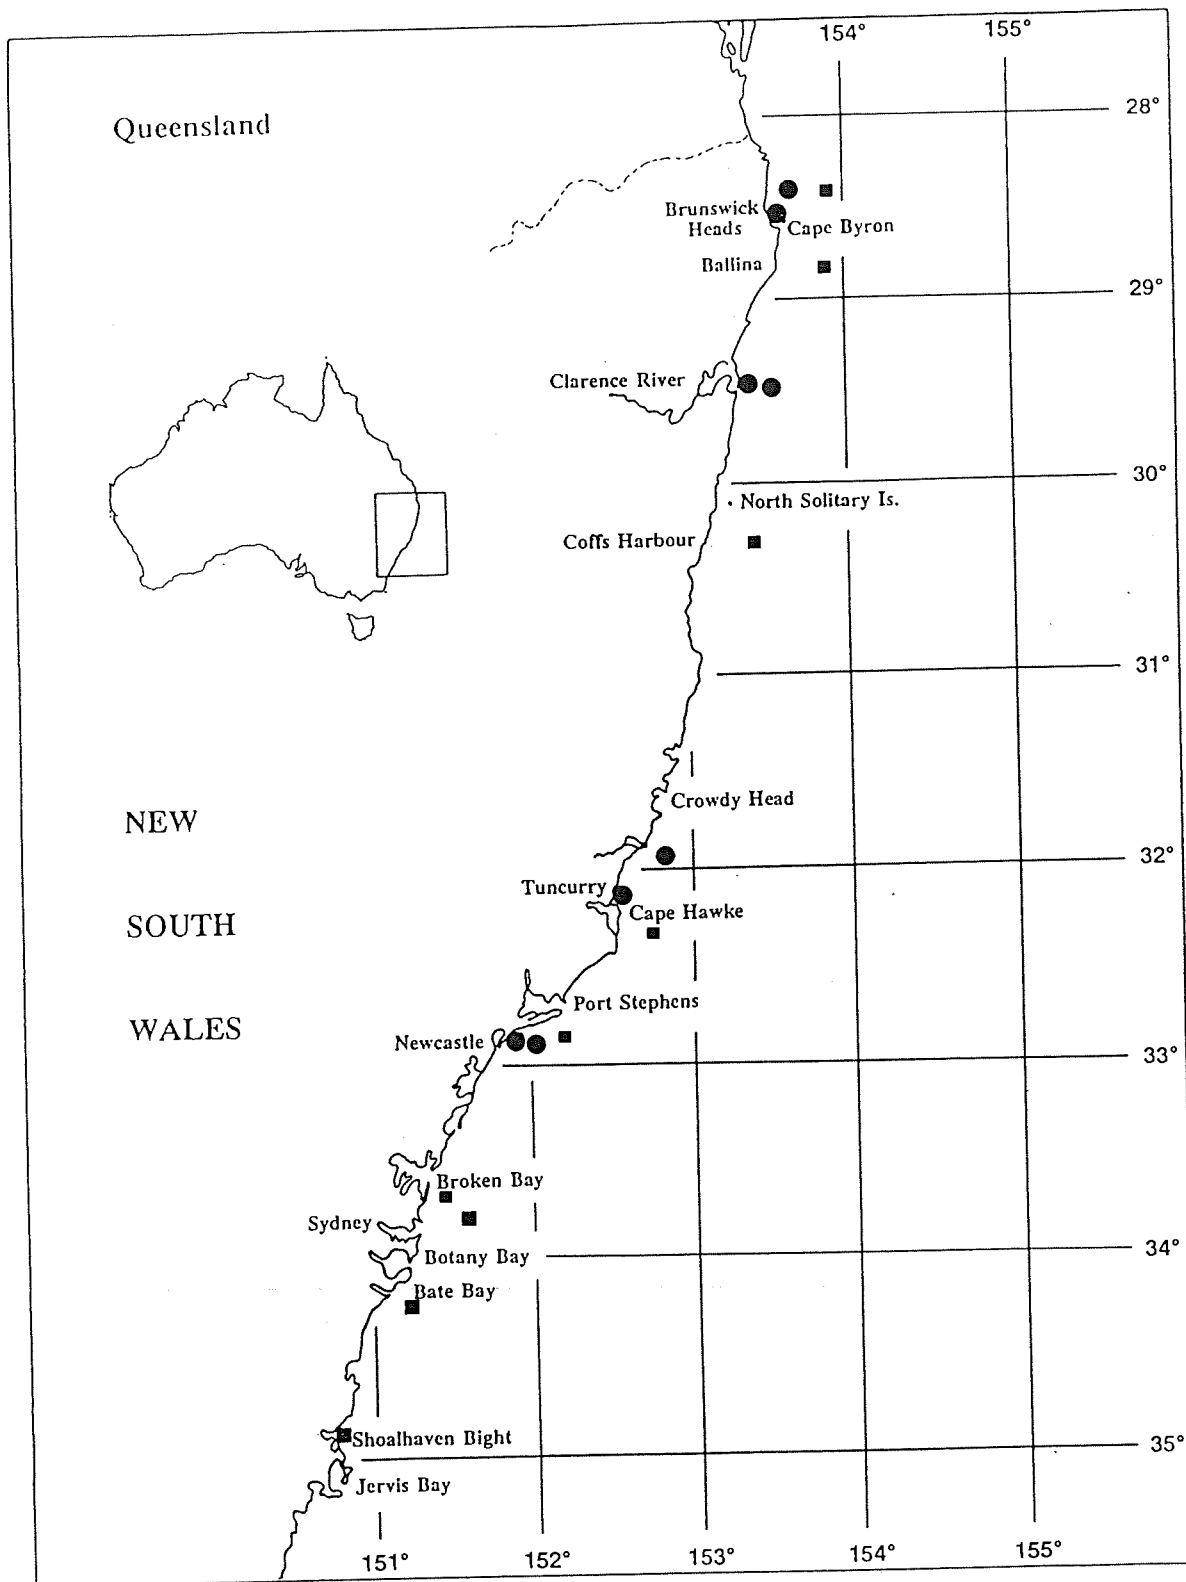 154° 155°
28°
Queensland
Brunswick
Heads
Cape Byron
Ballina
29°
Clarence River
30°
North Solitary Is.
Coffs Harbour
31°
NEW
Crowdy Head
32°
Tuncurry
Cape Hawke
SOUTH
Port Stephens
WALES
Newcastle
33°
Broken Bay
Sydney
34°
Botany Bay
Bate Bay
Shoalhaven Bight
35°
Jervis Bay
151° 152° 153° 154° 155°